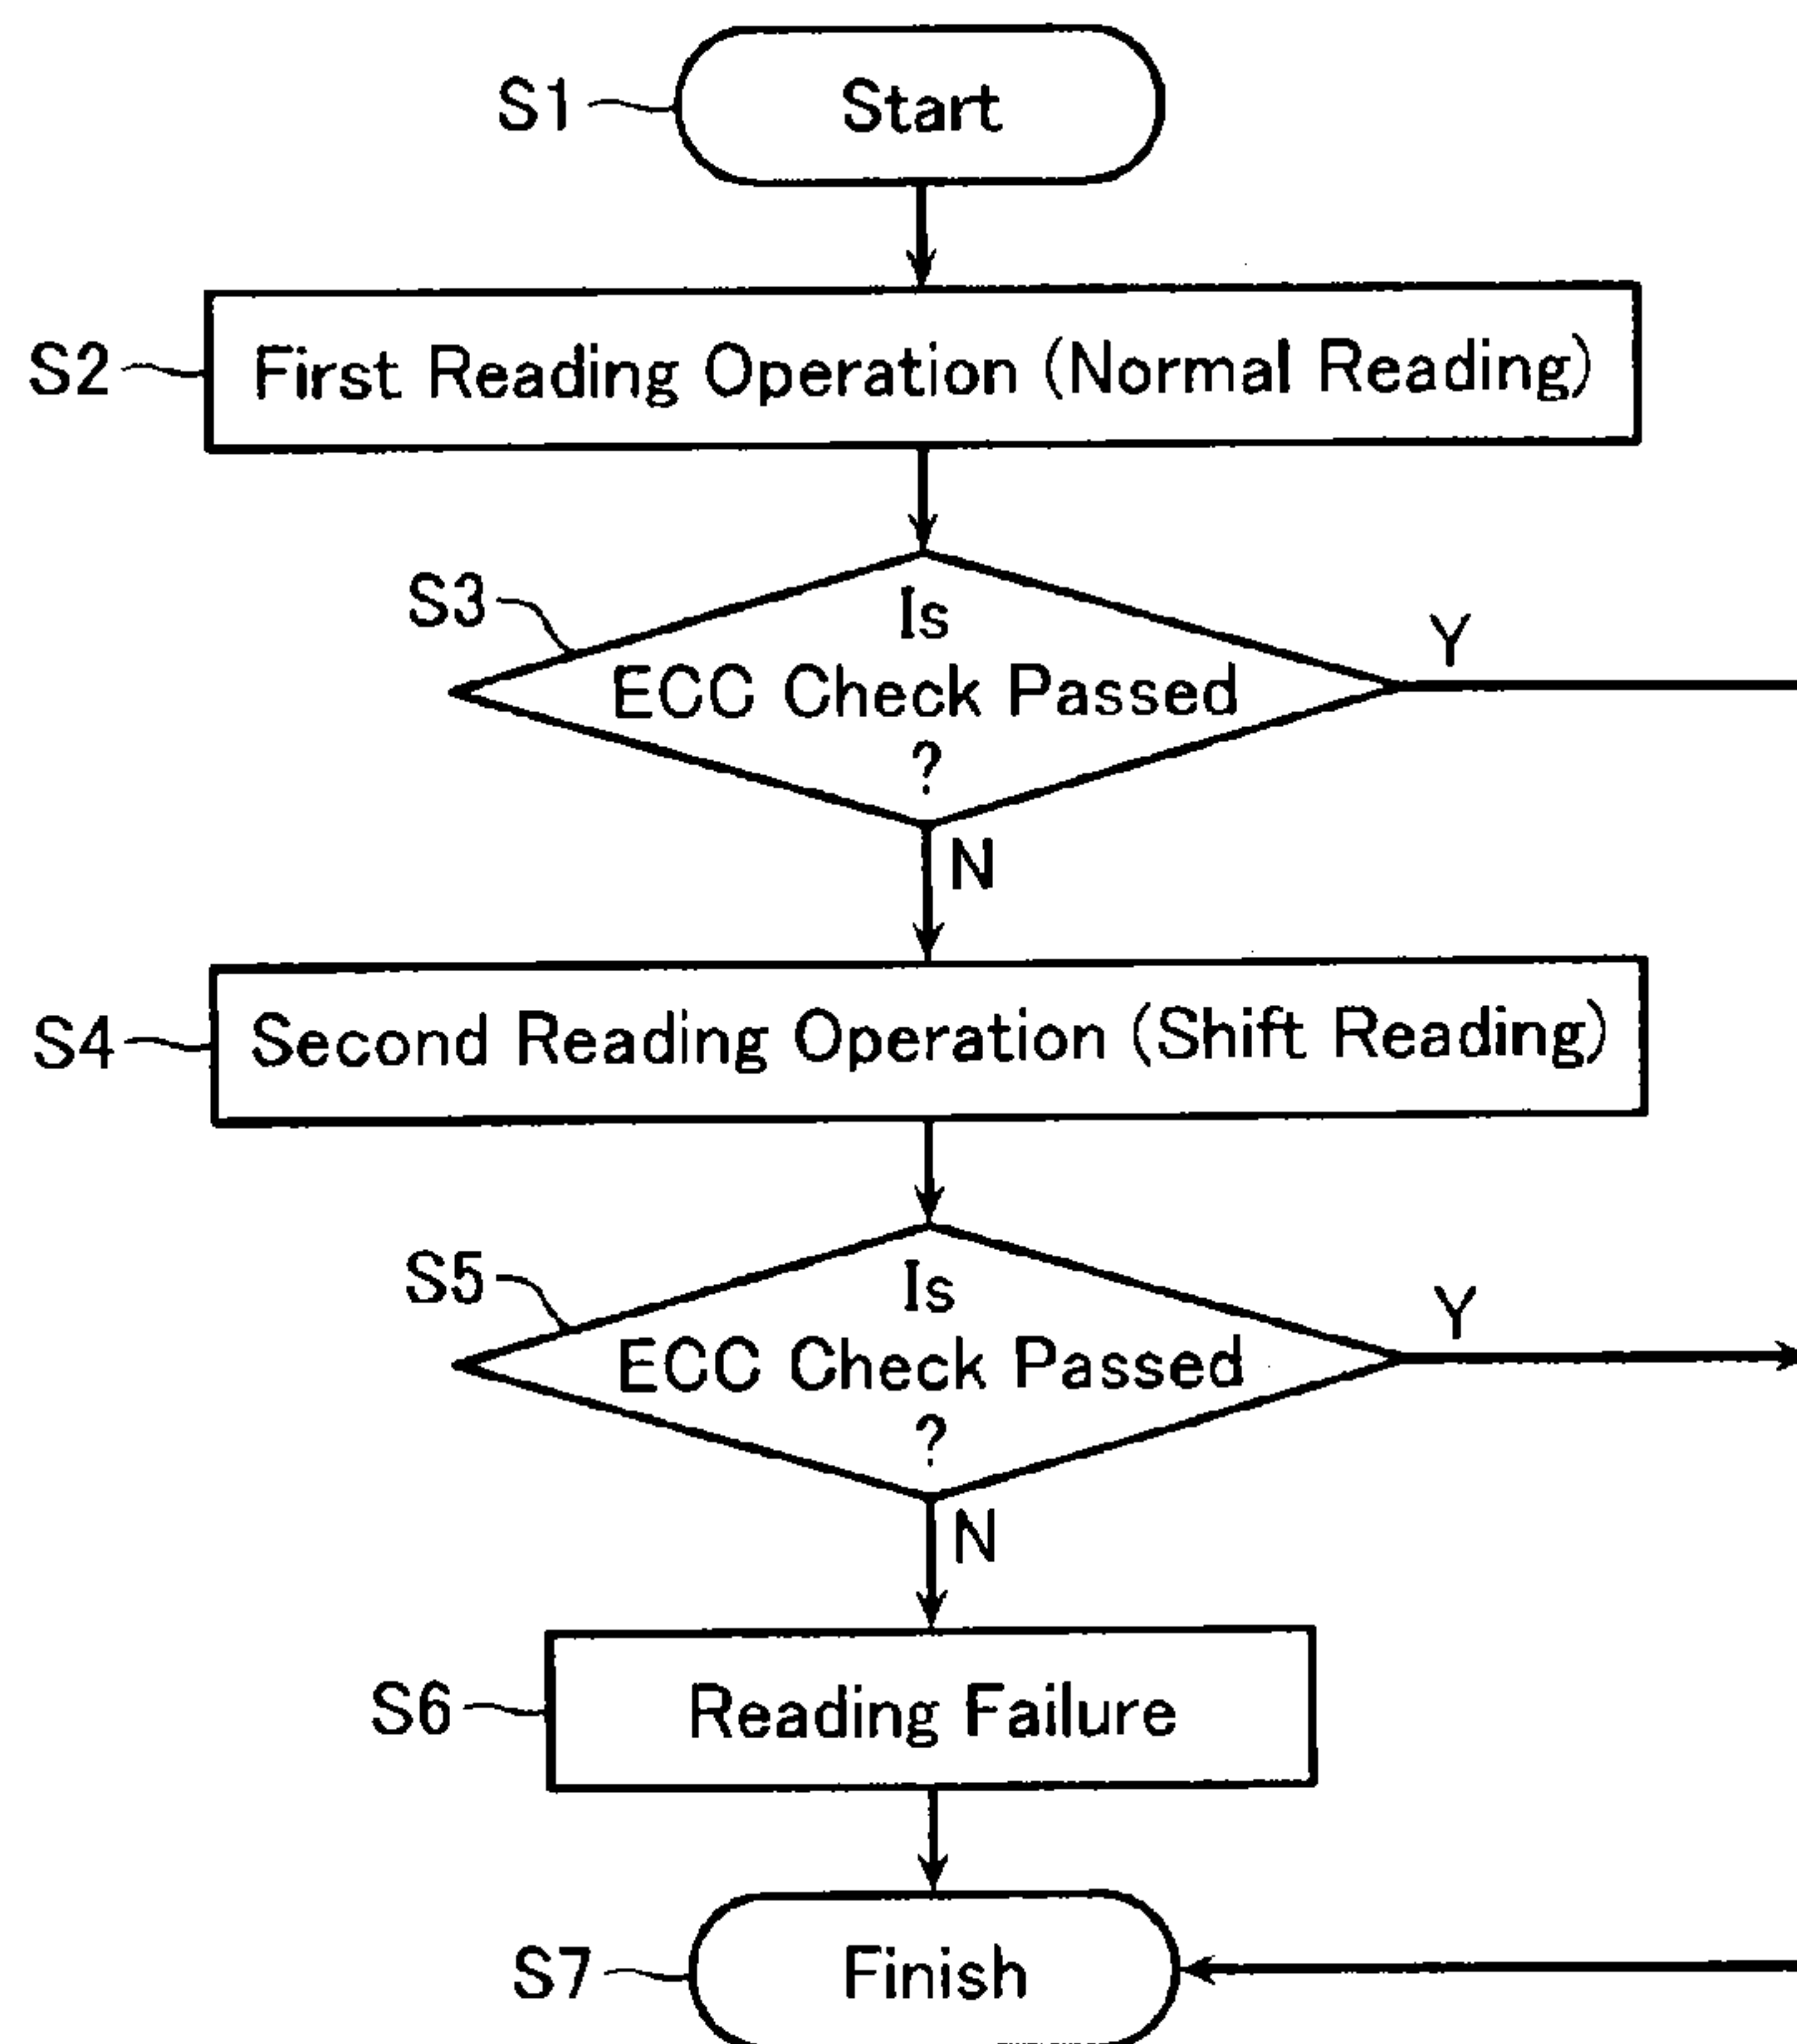 S1
Start
S2
First Reading Operation (Normal Reading)
S3
Is
ECC Check Passed
?
Y
N
S4
Second Reading Operation (Shift Reading)
S5
Is
ECC Check Passed
?
Y
N
S6
Reading Failure
S7
Finish